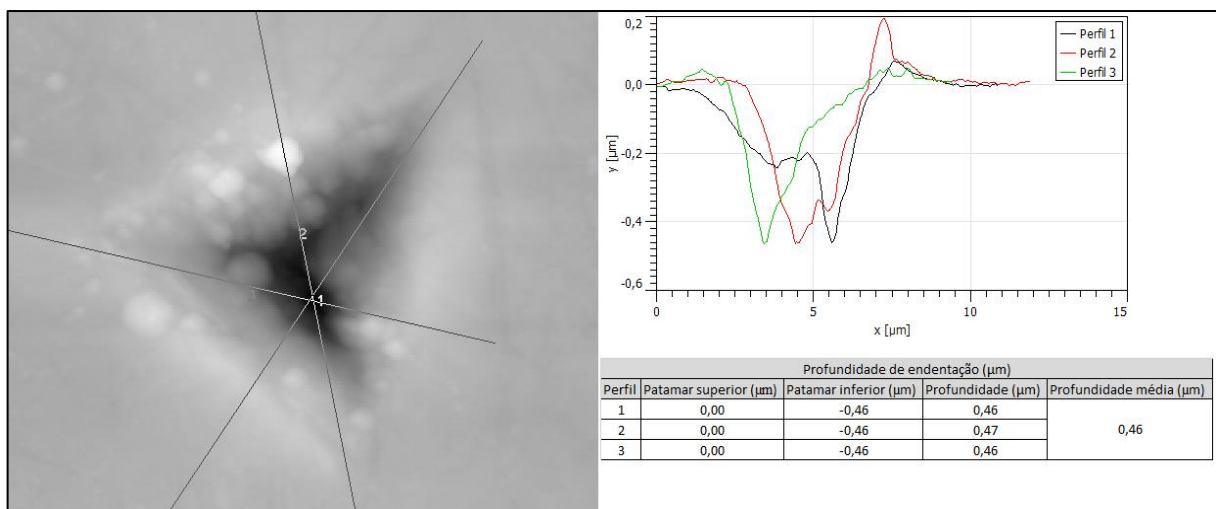 2
1
3
0,2
0,0
-0,2
-0,4
-0,6
y [µm]
0
5
10
15
x [µm]
Perfil 1
Perfil 2
Perfil 3
Profundidade de endentação (µm)
Perfil Patamar superior (µm) Patamar inferior (µm) Profundidade (µm) Profundidade média (µm)
1 0,00 -0,46 0,46
2 0,00 -0,46 0,47 0,46
3 0,00 -0,46 0,46